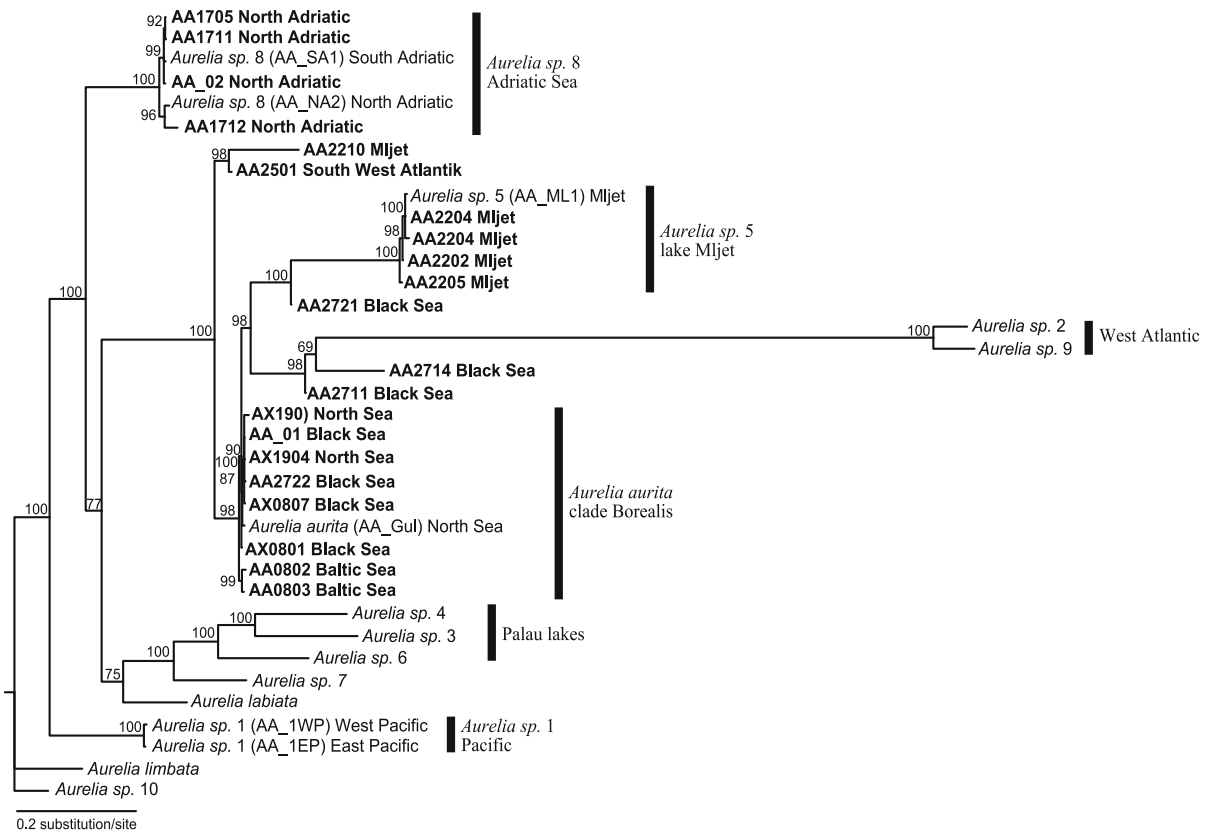 92
AA1705 North Adriatic
AA1711 North Adriatic
99
Aurelia sp. 8 (AA_SA1) South Adriatic
Aurelia sp. 8
Adriatic Sea
100
AA_02 North Adriatic
Aurelia sp. 8 (AA_NA2) North Adriatic
96
AA1712 North Adriatic
98
AA2210 Mljet
AA2501 South West Atlantik
Aurelia sp. 5 (AA_ML1) Mljet
100
AA2204 Mljet
98
AA2204 Mljet
Aurelia sp. 5
lake Mljet
100
AA2202 Mljet
100
AA2205 Mljet
100
AA2721 Black Sea
100
98
100
Aurelia sp. 2
Aurelia sp. 9
West Atlantic
69
98
AA2714 Black Sea
AA2711 Black Sea
AX190) North Sea
AA_01 Black Sea
90
100
AX1904 North Sea
87
AA2722 Black Sea
AX0807 Black Sea
Aurelia aurita
clade Borealis
98
Aurelia aurita (AA_Gul) North Sea
AX0801 Black Sea
AA0802 Baltic Sea
99
AA0803 Baltic Sea
77
100
100
Aurelia sp. 4
100
Aurelia sp. 3
Palau lakes
100
Aurelia sp. 6
75
Aurelia sp. 7
Aurelia labiata
100
Aurelia sp. 1 (AA_1WP) West Pacific
Aurelia sp. 1 (AA_1EP) East Pacific
Aurelia sp. 1
Pacific
Aurelia limbata
Aurelia sp. 10
0.2 substitution/site